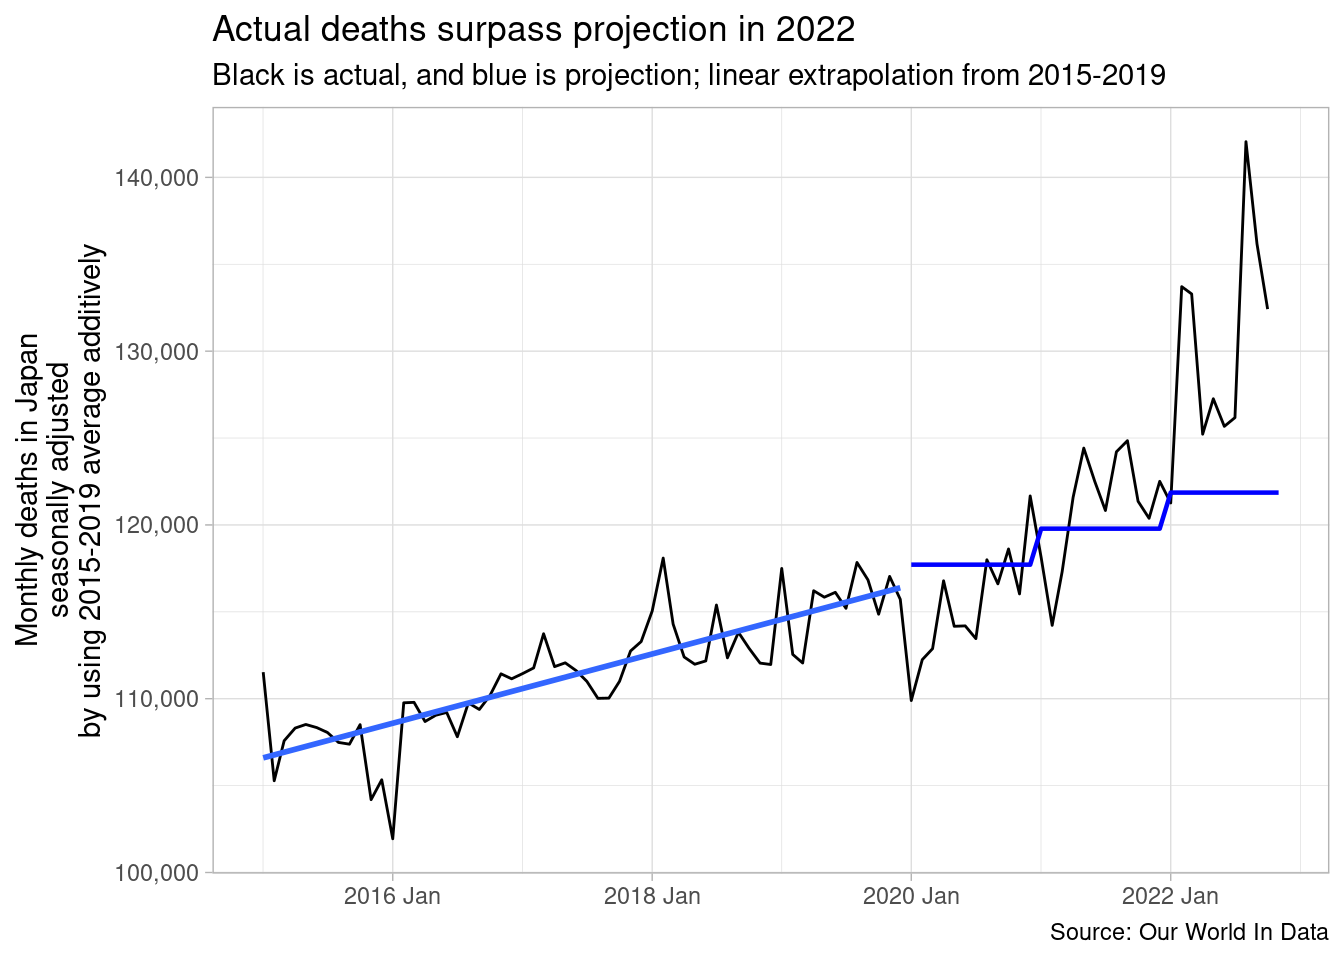 Actual deaths surpass projection in 2022
Black is actual, and blue is projection; linear extrapolation from 2015-2019
Monthly deaths in Japan
seasonally adjusted
by using 2015-2019 average additively
140,000
130,000
120,000
110,000
100,000
2016 Jan
2018 Jan
2020 Jan
2022 Jan
Source: Our World In Data